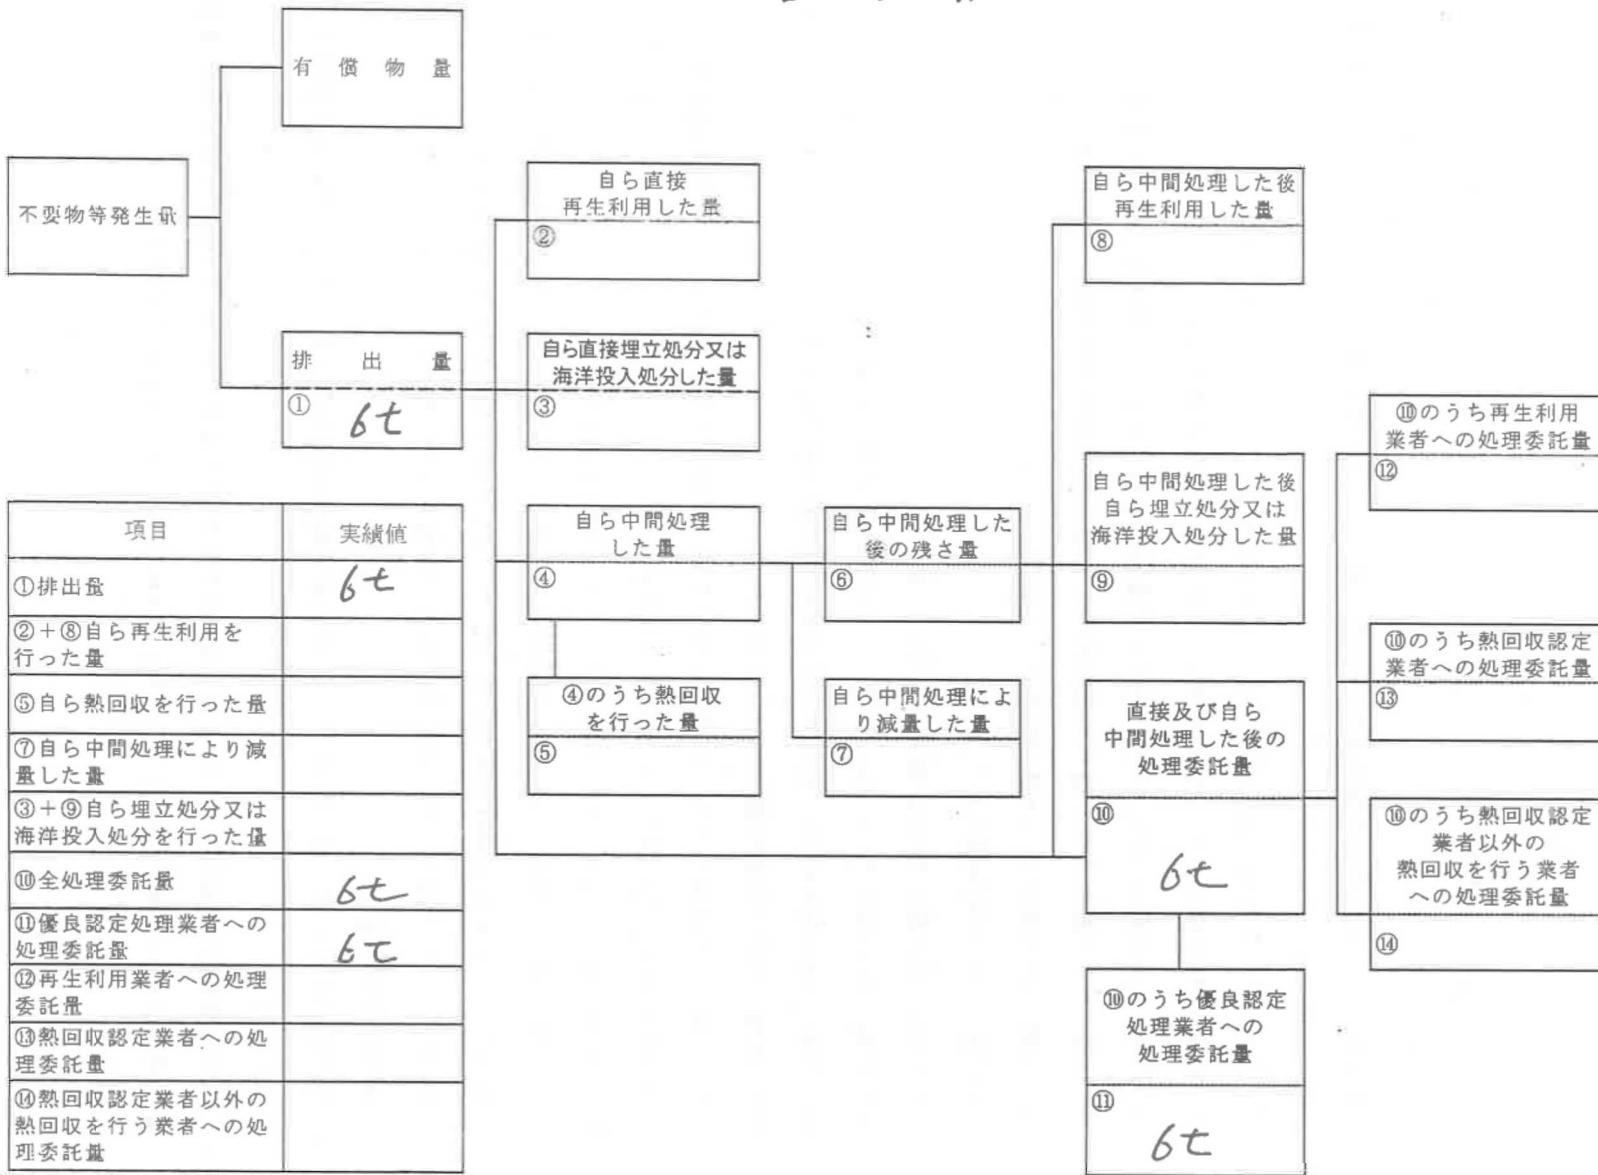 有償物量
不要物等発生量
自ら直接
再生利用した量
②
自ら中間処理した後
再生利用した量
⑧
排出量
① 6t
自ら直接埋立処分又は
海洋投入処分した量
③
⑩のうち再生利用
業者への処理委託量
⑫
自ら中間処理
した量
④
自ら中間処理した
後の残さ量
⑥
自ら中間処理した後
自ら埋立処分又は
海洋投入処分した量
⑨
⑩のうち熱回収認定
業者への処理委託量
⑬
④のうち熱回収
を行った量
⑤
自ら中間処理によ
り減量した量
⑦
直接及び自ら
中間処理した後の
処理委託量
⑩
6t
⑩のうち熱回収認定
業者以外の
熱回収を行う業者
への処理委託量
⑭
⑩のうち優良認定
処理業者への
処理委託量
⑪
6t
項目 実績値
①排出量 6t
②+⑧自ら再生利用を
行った量
⑤自ら熱回収を行った量
⑦自ら中間処理により減
量した量
③+⑨自ら埋立処分又は
海洋投入処分を行った量
⑩全処理委託量 6t
⑪優良認定処理業者への
処理委託量 6t
⑫再生利用業者への処理
委託量
⑬熱回収認定業者への処
理委託量
⑭熱回収認定業者以外の
熱回収を行う業者への処
理委託量